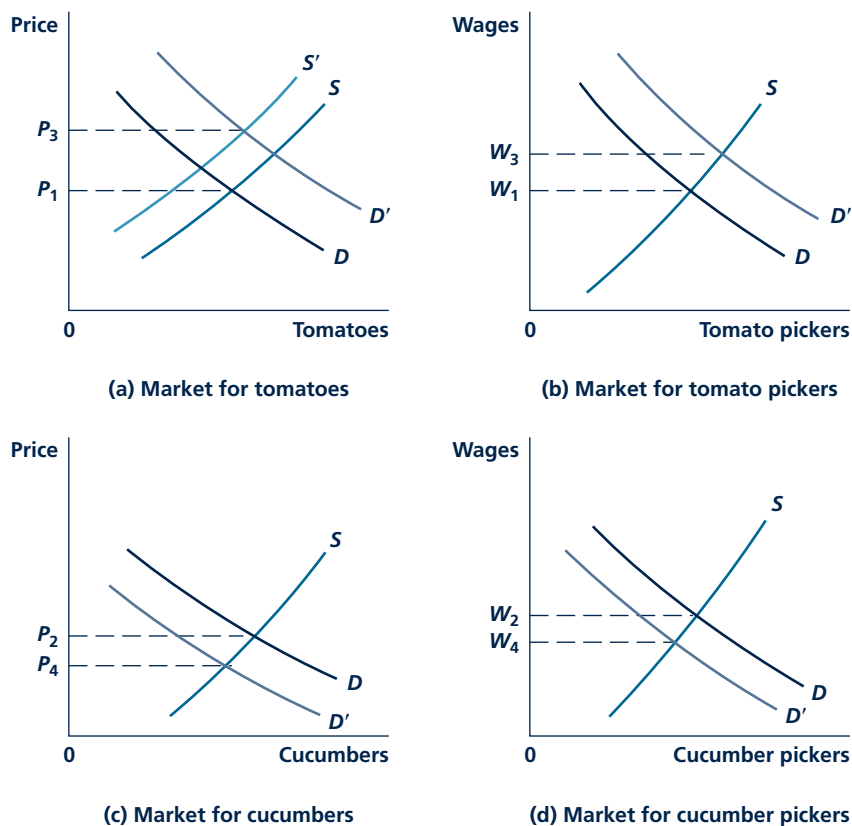 Price
S'
S
P3
P1
D'
D
0
Tomatoes
(a) Market for tomatoes
Wages
W3
W1
S
D'
D
0
Tomato pickers
(b) Market for tomato pickers
Price
S
P2
P4
D
D'
0
Cucumbers
(c) Market for cucumbers
Wages
S
W2
W4
D
D'
0
Cucumber pickers
(d) Market for cucumber pickers